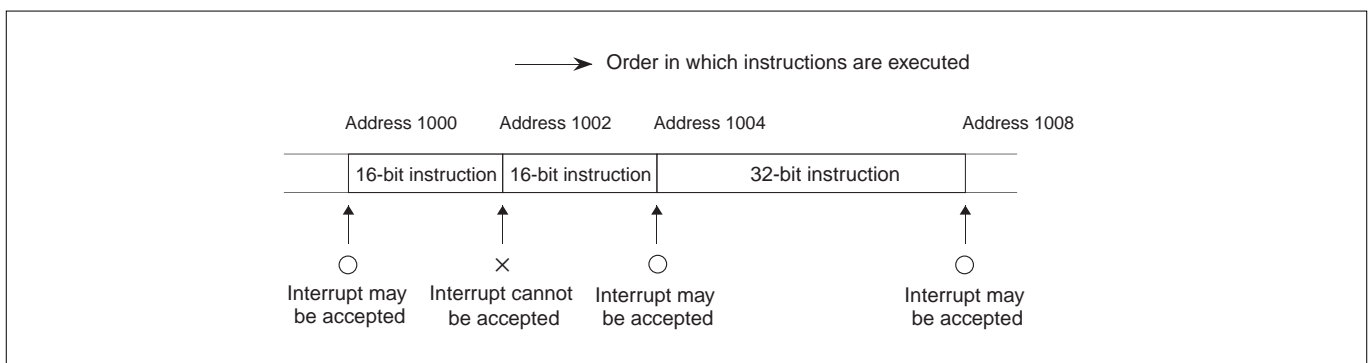 Order in which instructions are executed
Address 1000 Address 1002 Address 1004 Address 1008
16-bit instruction 16-bit instruction 32-bit instruction
Interrupt may be accepted
Interrupt cannot be accepted
Interrupt may be accepted
Interrupt may be accepted